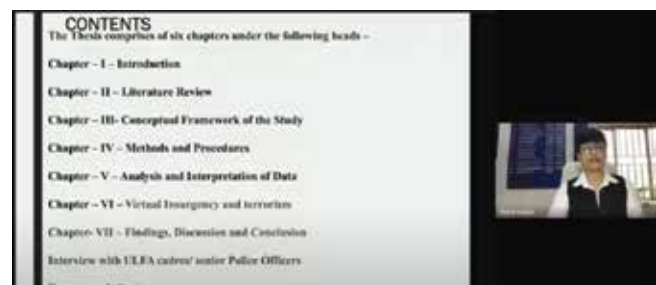 CONTENTS
The Thesis comprises of six chapters under the following heads –
Chapter – I – Introduction
Chapter – II – Literature Review
Chapter – III- Conceptual Framework of the Study
Chapter – IV – Methods and Procedures
Chapter – V – Analysis and Interpretation of Data
Chapter – VI – Virtual Insurgency and terrorism
Chapter- VII – Findings, Discussion and Conclusion
Interview with ULFA cadres/ senior Police Officers